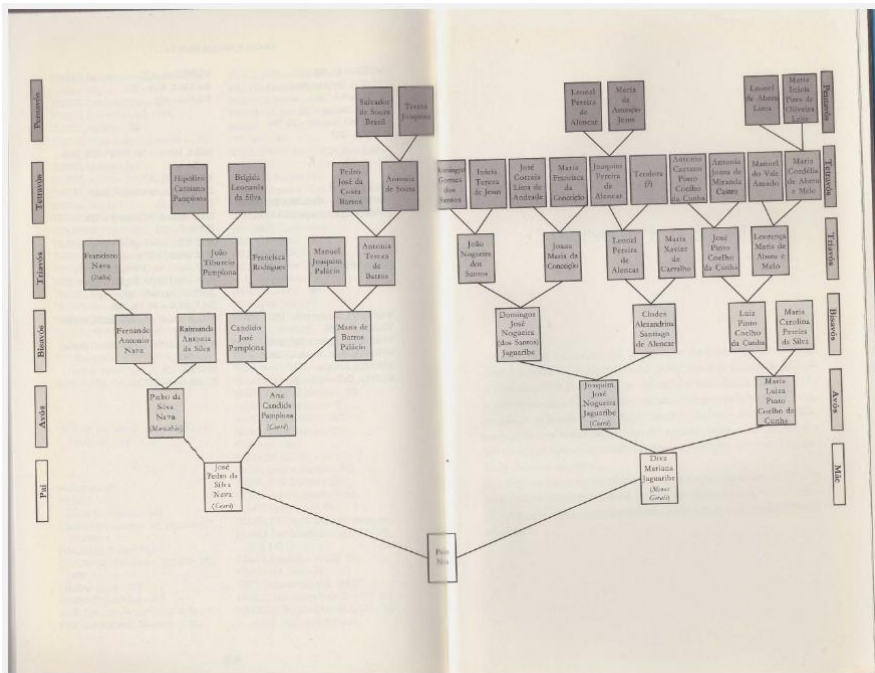 Pentavós
Salvador
de Souza
Brasil
Tereza
Joaquina
Leonel
Pereira
de
Alencar
Maria
da
Assunção
Jesus
Leonel
de Abreu
Lima
Maria
Inácia
Pires de
Oliveira
Leite
Pentavós
Tetravós
Hipólito
Cassiano
Pamplona
Brígida
Leocania
da Silva
Pedro
José da
Costa
Barros
Antonia
de Souza
Domingos
Gomes
dos
Santos
Inácia
Tereza
de Jesus
José
Correia
Lima de
Andrade
Maria
Francisca
da
Conceição
Joaquim
Pereira
de
Alencar
Teodora
(?)
Antonio
Caetano
Pinto
Coelho
da Cunha
Antonia
Joana de
Miranda
Castro
Manuel
do Vale
Amado
Maria
Cordélia
de Abreu
e Melo
Tetravós
Triavós
Francisco
Nava
(Itália)
João
Tiburcio
Pamplona
Francisca
Rodrigues
Manuel
Joaquim
Palácio
Antonia
Tereza
de
Barros
João
Nogueira
dos
Santos
Joana
Maria da
Conceição
Leonel
Pereira
de
Alencar
Maria
Xavier
de
Carvalho
José
Pinto
Coelho
da Cunha
Lourença
Maria de
Abreu e
Melo
Triavós
Bisavós
Fernando
Antonio
Nava
Raimunda
Antonia
da Silva
Candido
José
Pamplona
Maria de
Barros
Palácio
Domingos
José
Nogueira
(dos Santos)
Jaguaribe
Clodes
Alexandrina
Santiago
de Alencar
Luiz
Pinto
Coelho
da Cunha
Maria
Carolina
Pereira
da Silva
Bisavós
Avós
Pedro da
Silva
Nava
(Maranhão)
Ana
Candida
Pamplona
(Ceará)
Joaquim
José
Nogueira
Jaguaribe
(Ceará)
Maria
Luiza
Pinto
Coelho da
Cunha
Avós
Pai
José
Pedro da
Silva
Nava
(Ceará)
Diva
Mariana
Jaguaribe
(Minas
Gerais)
Mãe